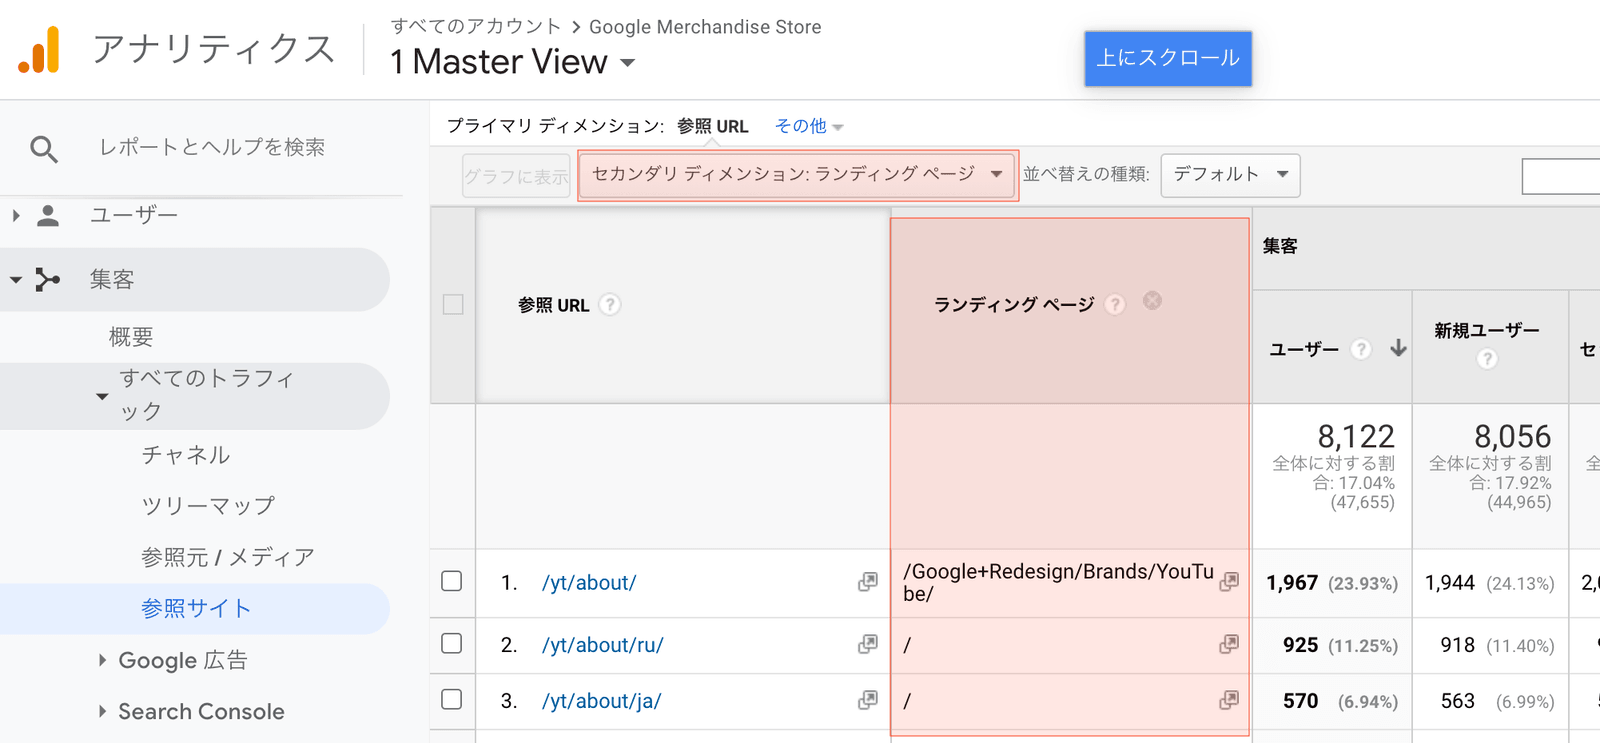 アナリティクス
すべてのアカウント > Google Merchandise Store
1 Master View
上にスクロール
レポートとヘルプを検索
ユーザー
集客
概要
すべてのトラフィ
ック
チャネル
ツリーマップ
参照元 / メディア
参照サイト
Google 広告
Search Console
プライマリ ディメンション: 参照 URL その他
グラフに表示 セカンダリ ディメンション: ランディング ページ 並べ替えの種類: デフォルト
参照 URL ?
ランディング ページ ?
集客
ユーザー ?
新規ユーザー
?
セ
8,122
全体に対する割
合: 17.04%
(47,655)
8,056
全体に対する割
合: 17.92%
(44,965)
全
1. /yt/about/
/Google+Redesign/Brands/YouTu
be/
1,967 (23.93%) 1,944 (24.13%)
2. /yt/about/ru/ / 925 (11.25%) 918 (11.40%)
3. /yt/about/ja/ / 570 (6.94%) 563 (6.99%)